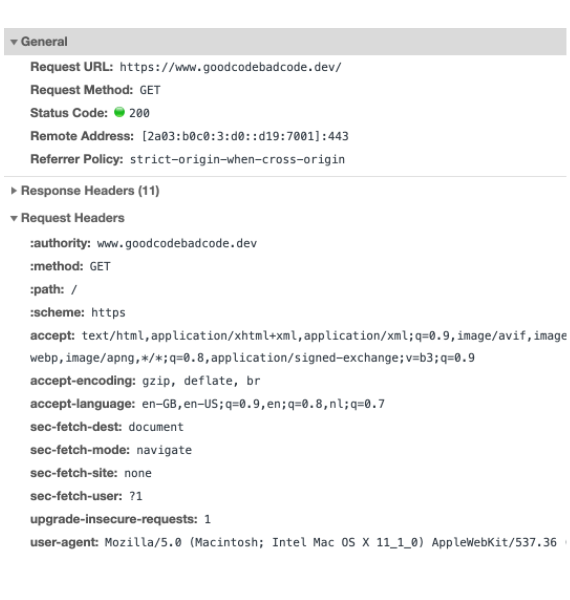 General
Request URL: https://www.goodcodebadcode.dev/
Request Method: GET
Status Code: 200
Remote Address: [2a03:b0c0:3:d0::d19:7001]:443
Referrer Policy: strict-origin-when-cross-origin
Response Headers (11)
Request Headers
:authority: www.goodcodebadcode.dev
:method: GET
:path: /
:scheme: https
accept: text/html,application/xhtml+xml,application/xml;q=0.9,image/avif,image
webp,image/apng,*/*;q=0.8,application/signed-exchange;v=b3;q=0.9
accept-encoding: gzip, deflate, br
accept-language: en-GB,en-US;q=0.9,en;q=0.8,nl;q=0.7
sec-fetch-dest: document
sec-fetch-mode: navigate
sec-fetch-site: none
sec-fetch-user: ?1
upgrade-insecure-requests: 1
user-agent: Mozilla/5.0 (Macintosh; Intel Mac OS X 11_1_0) AppleWebKit/537.36